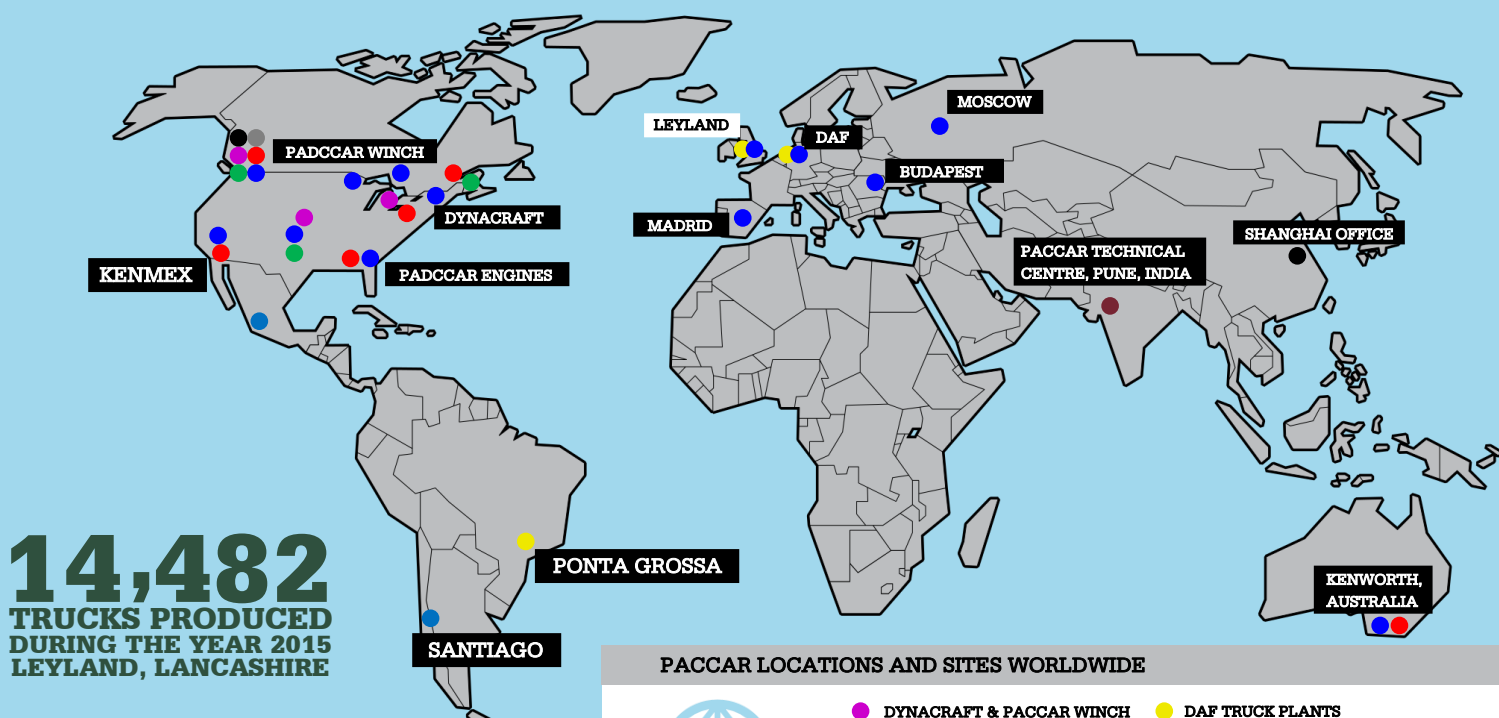 MOSCOW
LEYLAND
DAF
PADCCAR WINCH
BUDAPEST
DYNACRAFT
MADRID
SHANGHAI OFFICE
PACCAR TECHNICAL
CENTRE, PUNE, INDIA
KENMEX
PADCCAR ENGINES
14,482
TRUCKS PRODUCED
DURING THE YEAR 2015
LEYLAND, LANCASHIRE
PONTA GROSSA
SANTIAGO
KENWORTH,
AUSTRALIA
PACCAR LOCATIONS AND SITES WORLDWIDE
DYNACRAFT & PACCAR WINCH
DAF TRUCK PLANTS